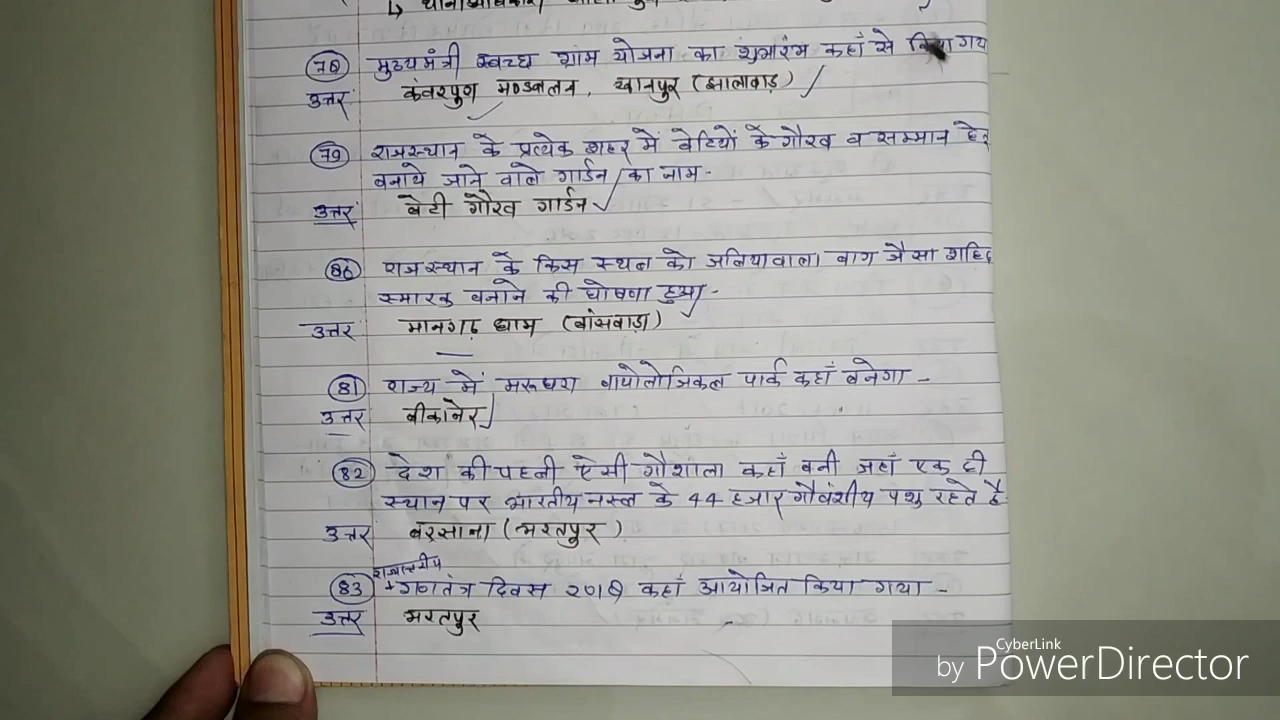 78 मुख्यमंत्री स्वच्छ ग्राम योजना का शुभारंभ कहाँ से किया गय
उत्तर कंवरपुरा मण्डवालन, खानपुर (झालावाड़)
79 राजस्थान के प्रत्येक शहर में बेटियों के गौरव व सम्मान हेतु
बनाये जाने वाले गार्डन का नाम -
उत्तर बेटी गौरव गार्डन
80 राजस्थान के किस स्थल को जलियावाला बाग जैसा शहिद
स्मारक बनाने की घोषणा हुआ -
उत्तर मानगढ़ धाम (बांसवाड़ा)
81 राज्य में मरुधरा बायोलोजिकल पार्क कहाँ बनेगा -
उत्तर बीकानेर
82 देश की पहली ऐसी गौशाला कहाँ बनी जहाँ एक ही
स्थान पर भारतीय नस्ल के 44 हजार गौवंशीय पशु रहते है
उत्तर बरसाना (भरतपुर)
राज्यस्तरीय
83 + गणतंत्र दिवस २018 कहाँ आयोजित किया गया -
उत्तर भरतपुर
CyberLink
by PowerDirector